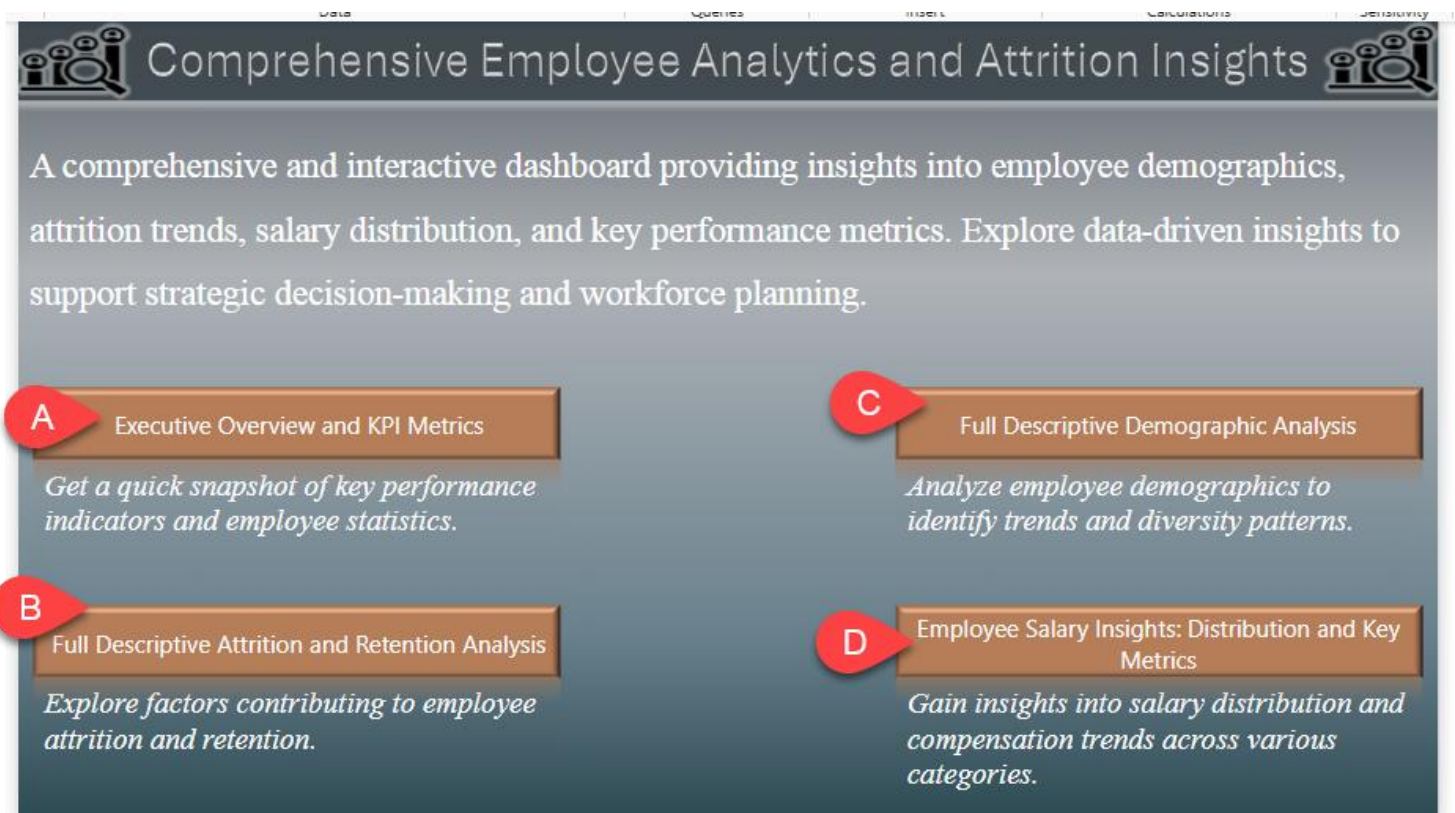 Data Queries Insert Calculations Sensitivity
Comprehensive Employee Analytics and Attrition Insights
A comprehensive and interactive dashboard providing insights into employee demographics,
attrition trends, salary distribution, and key performance metrics. Explore data-driven insights to
support strategic decision-making and workforce planning.
A
Executive Overview and KPI Metrics
Get a quick snapshot of key performance
indicators and employee statistics.
C
Full Descriptive Demographic Analysis
Analyze employee demographics to
identify trends and diversity patterns.
B
Full Descriptive Attrition and Retention Analysis
Explore factors contributing to employee
attrition and retention.
D
Employee Salary Insights: Distribution and Key
Metrics
Gain insights into salary distribution and
compensation trends across various
categories.